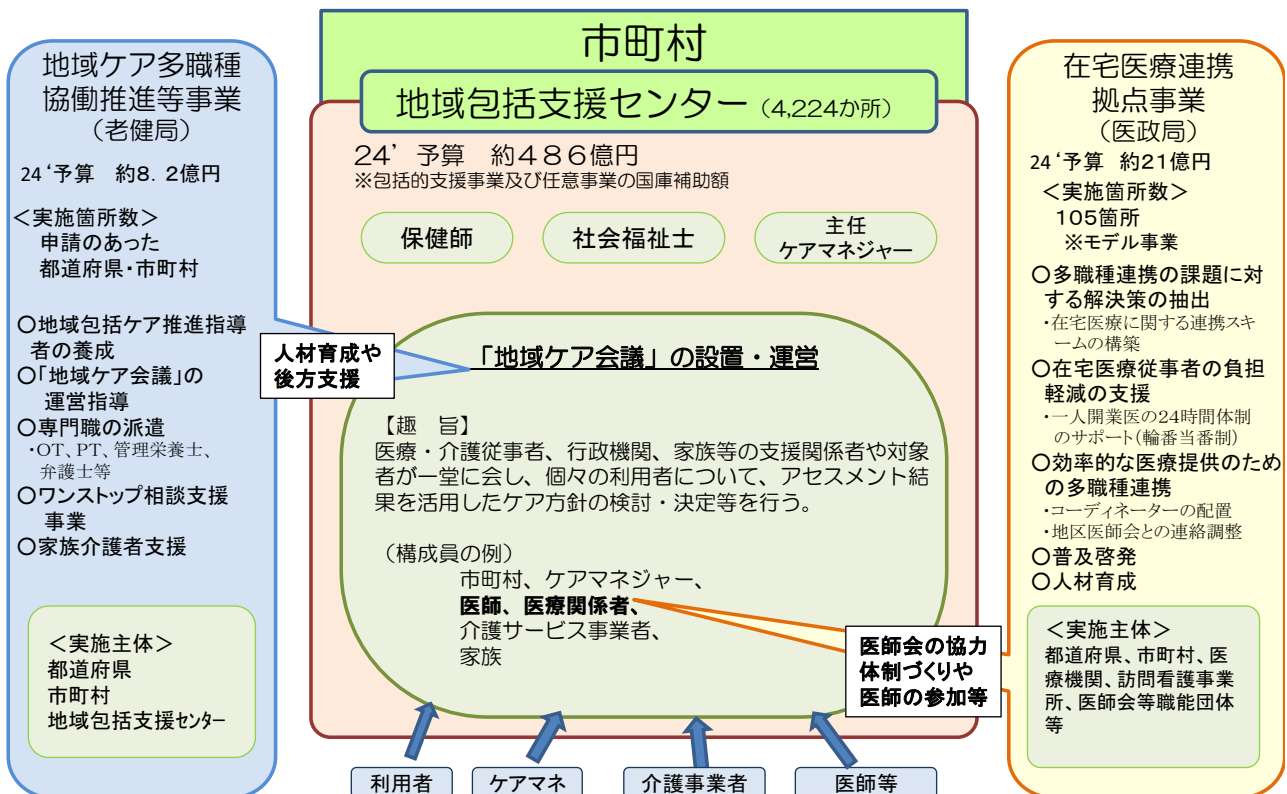 地域ケア多職種
協働推進等事業
（老健局）
24‘予算　約8．2億円
＜実施箇所数＞
申請のあった
都道府県・市町村
○地域包括ケア推進指導
者の養成
○「地域ケア会議」の
運営指導
○専門職の派遣
・OT、PT、管理栄養士、
弁護士等
○ワンストップ相談支援
事業
○家族介護者支援
＜実施主体＞
都道府県
市町村
地域包括支援センター
人材育成や
後方支援
市町村
地域包括支援センター（4,224か所）
24’予算　約４８６億円
※包括的支援事業及び任意事業の国庫補助額
保健師
社会福祉士
主任
ケアマネジャー
「地域ケア会議」の設置・運営
【趣　旨】
医療・介護従事者、行政機関、家族等の支援関係者や対象
者が一堂に会し、個々の利用者について、アセスメント結
果を活用したケア方針の検討・決定等を行う。
（構成員の例）
市町村、ケアマネジャー、
医師、医療関係者、
介護サービス事業者、
家族
医師会の協力
体制づくりや
医師の参加等
利用者
ケアマネ
介護事業者
医師等
在宅医療連携
拠点事業
（医政局）
24‘予算　約21億円
＜実施箇所数＞
105箇所
※モデル事業
○多職種連携の課題に対
する解決策の抽出
・在宅医療に関する連携スキ
ームの構築
○在宅医療従事者の負担
軽減の支援
・一人開業医の24時間体制
のサポート（輪番当番制）
○効率的な医療提供のため
の多職種連携
・コーディネーターの配置
・地区医師会との連絡調整
○普及啓発
○人材育成
＜実施主体＞
都道府県、市町村、医
療機関、訪問看護事業
所、医師会等職能団体
等